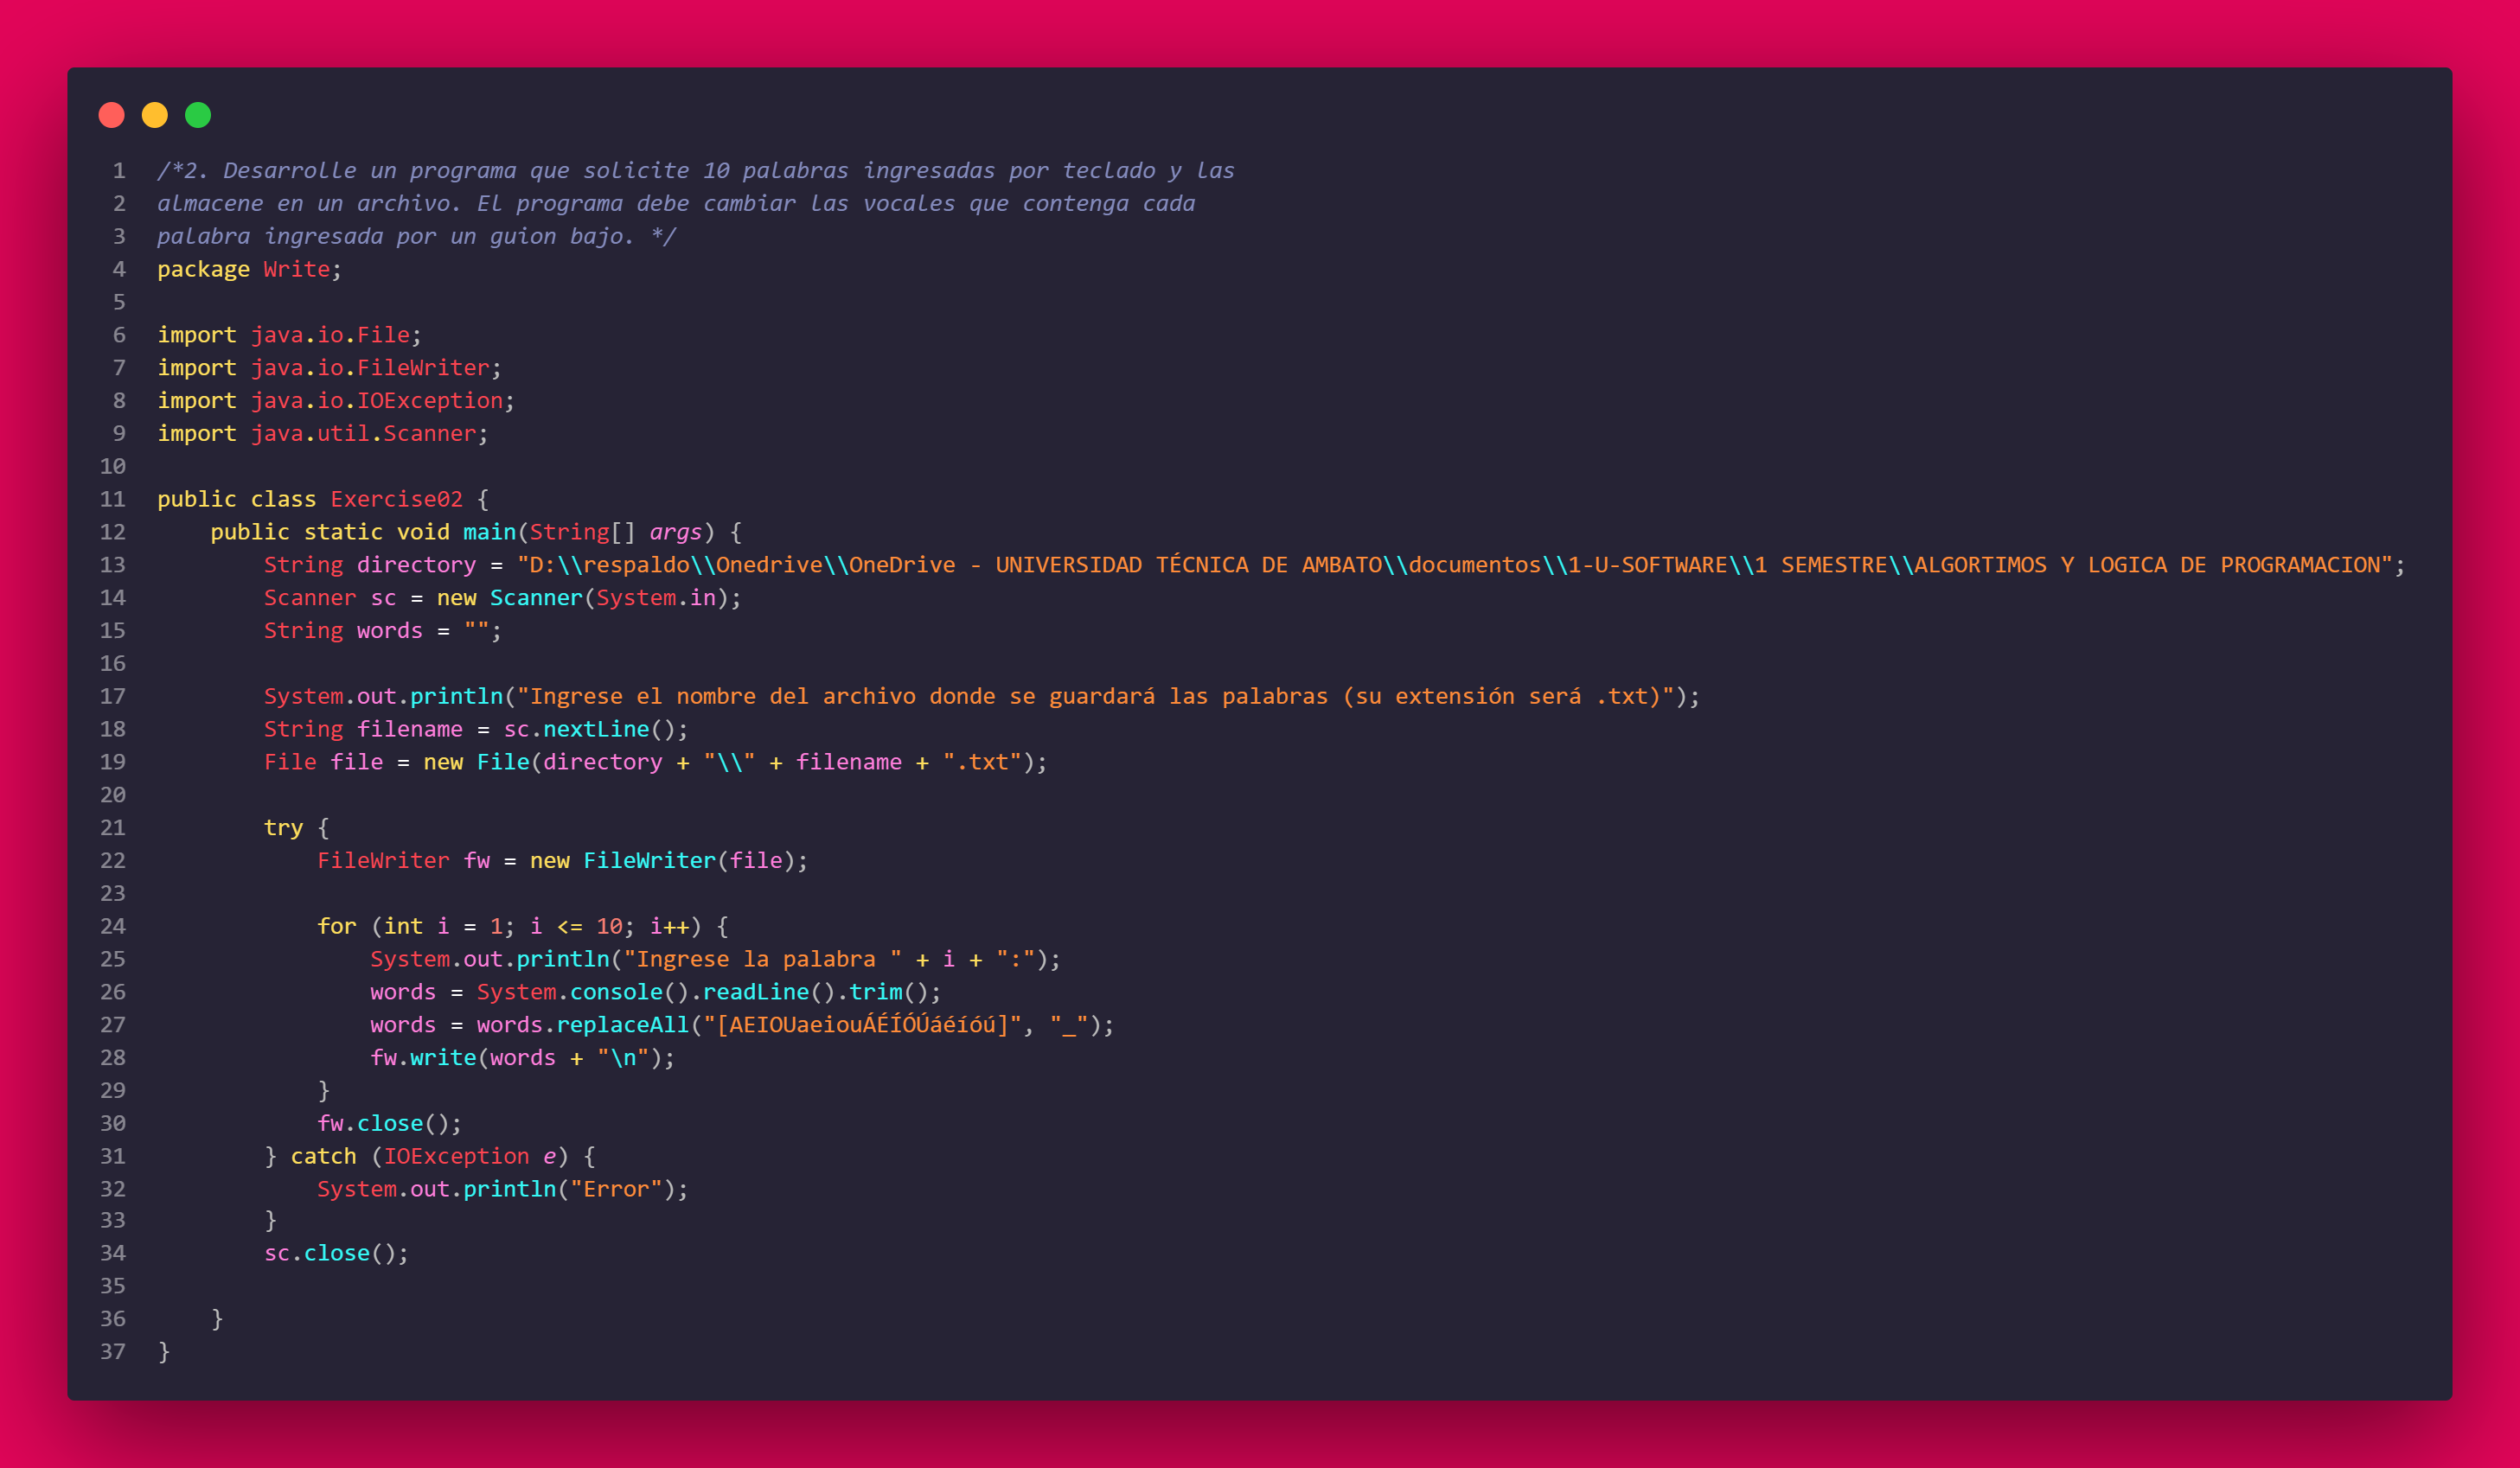 1 /*2. Desarrolle un programa que solicite 10 palabras ingresadas por teclado y las
2 almacene en un archivo. El programa debe cambiar las vocales que contenga cada
3 palabra ingresada por un guion bajo. */
4 package Write;
5
6 import java.io.File;
7 import java.io.FileWriter;
8 import java.io.IOException;
9 import java.util.Scanner;
10
11 public class Exercise02 {
12     public static void main(String[] args) {
13         String directory = "D:\\respaldo\\Onedrive\\OneDrive - UNIVERSIDAD TÉCNICA DE AMBATO\\documentos\\1-U-SOFTWARE\\1 SEMESTRE\\ALGORTIMOS Y LOGICA DE PROGRAMACION";
14         Scanner sc = new Scanner(System.in);
15         String words = "";
16
17         System.out.println("Ingrese el nombre del archivo donde se guardará las palabras (su extensión será .txt)");
18         String filename = sc.nextLine();
19         File file = new File(directory + "\\" + filename + ".txt");
20
21         try {
22             FileWriter fw = new FileWriter(file);
23
24             for (int i = 1; i <= 10; i++) {
25                 System.out.println("Ingrese la palabra " + i + ":");
26                 words = System.console().readLine().trim();
27                 words = words.replaceAll("[AEIOUaeiouÁÉÍÓÚáéíóú]", "_");
28                 fw.write(words + "\n");
29             }
30             fw.close();
31         } catch (IOException e) {
32             System.out.println("Error");
33         }
34         sc.close();
35
36     }
37 }